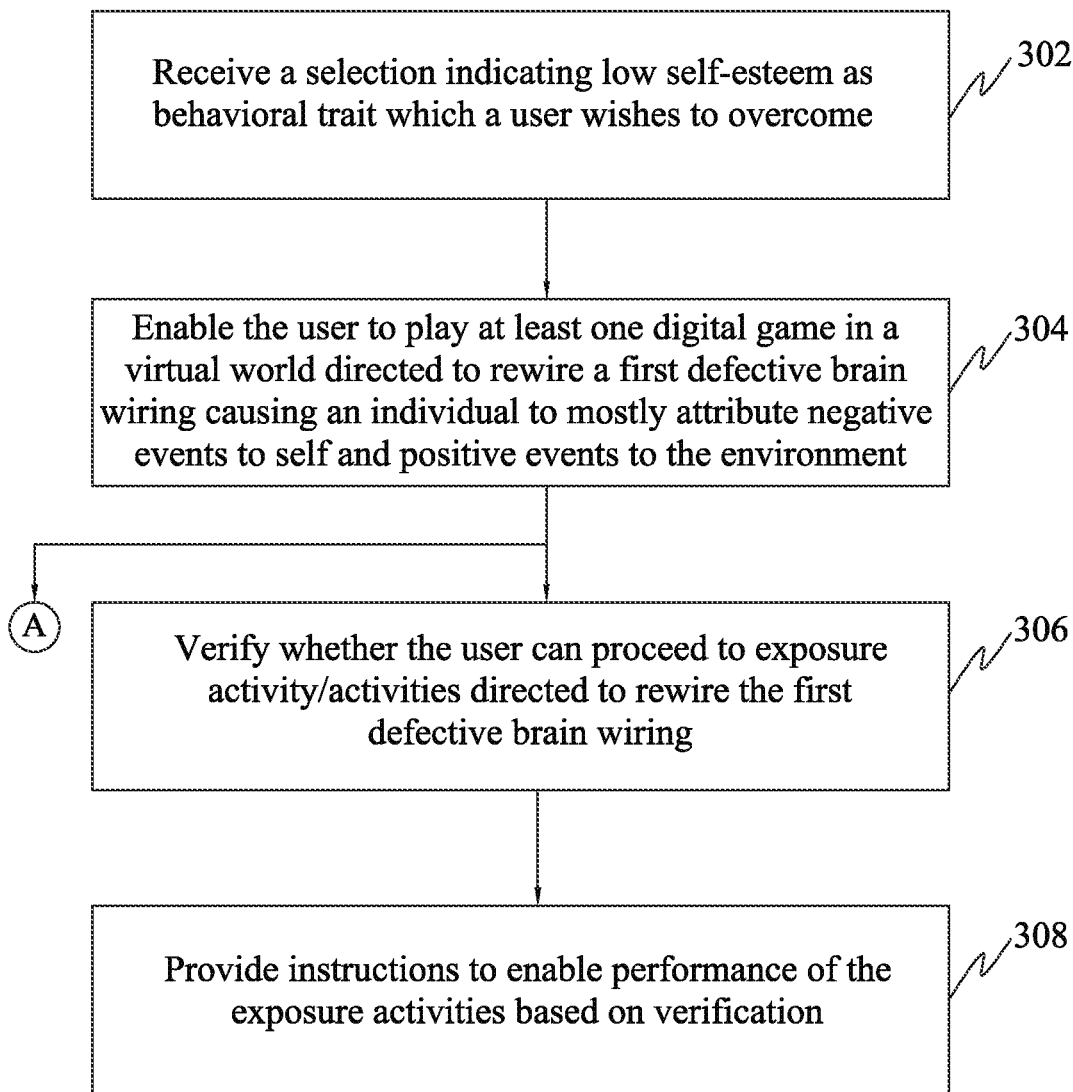 Receive a selection indicating low self-esteem as
behavioral trait which a user wishes to overcome
302
Enable the user to play at least one digital game in a
virtual world directed to rewire a first defective brain
wiring causing an individual to mostly attribute negative
events to self and positive events to the environment
304
A
Verify whether the user can proceed to exposure
activity/activities directed to rewire the first
defective brain wiring
306
Provide instructions to enable performance of the
exposure activities based on verification
308